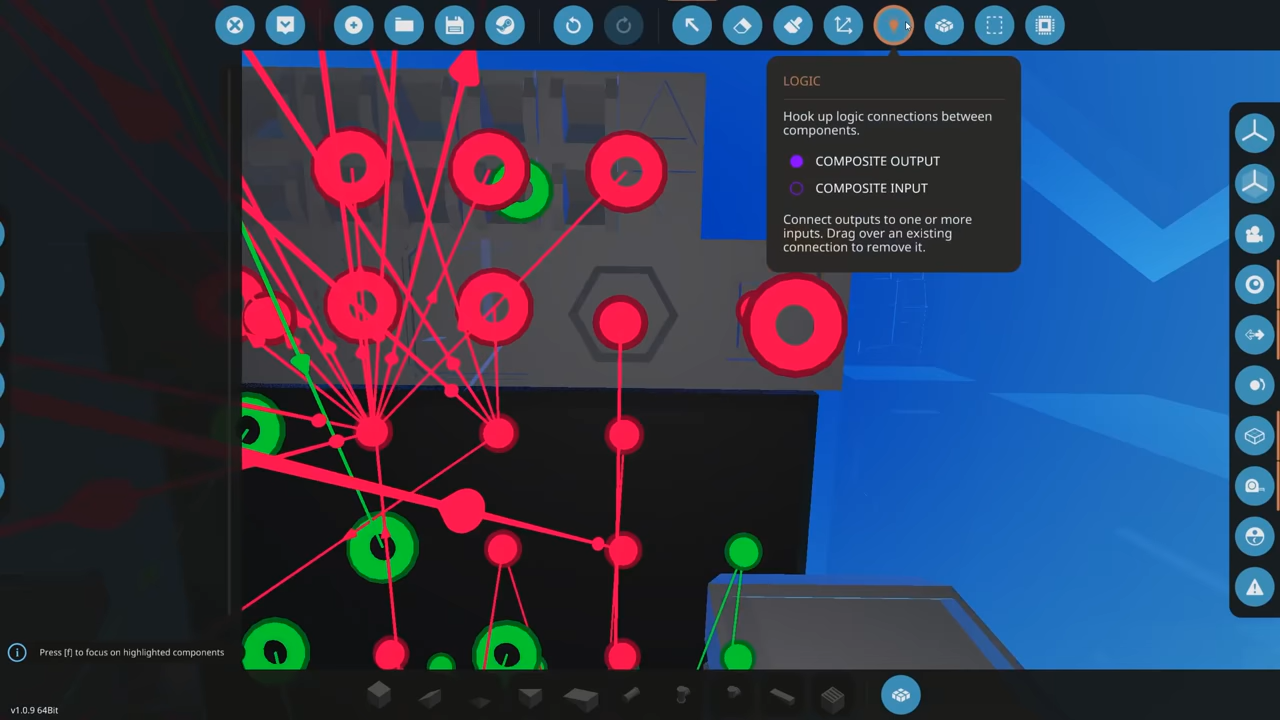 LOGIC
Hook up logic connections between
components.
COMPOSITE OUTPUT
COMPOSITE INPUT
Connect outputs to one or more
inputs. Drag over an existing
connection to remove it.
Press [f] to focus on highlighted components
v1.0.9 64Bit